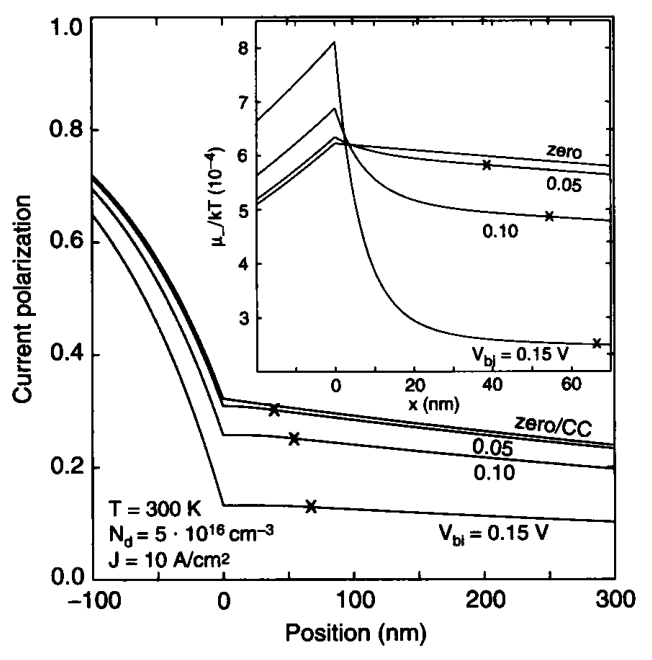 1.0
0.8
0.6
0.4
0.2
0.0
Current polarization
8
7
6
5
4
3
μ_/kT (10⁻⁴)
zero
0.05
0.10
V_bi = 0.15 V
0 20 40 60
x (nm)
zero/CC
0.05
0.10
V_bi = 0.15 V
T = 300 K
N_d = 5 · 10¹⁶ cm⁻³
J = 10 A/cm²
−100 0 100 200 300
Position (nm)